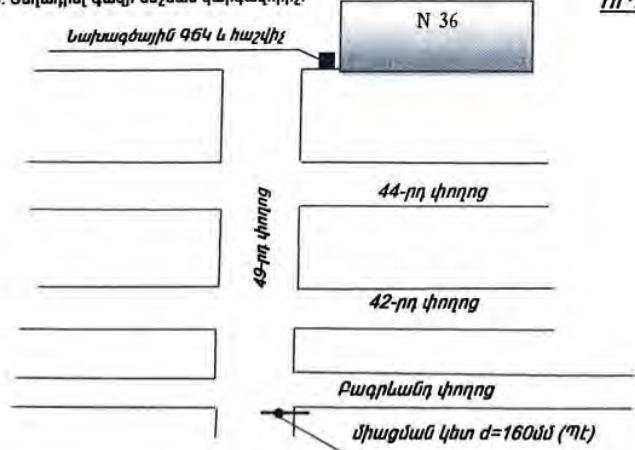 N 36
Նախագծային ԳԿԿ և հաշվիչ
44-րդ փողոց
49-րդ փողոց
42-րդ փողոց
Բագրևանդ փողոց
միացման կետ d=160մմ (Պէ)